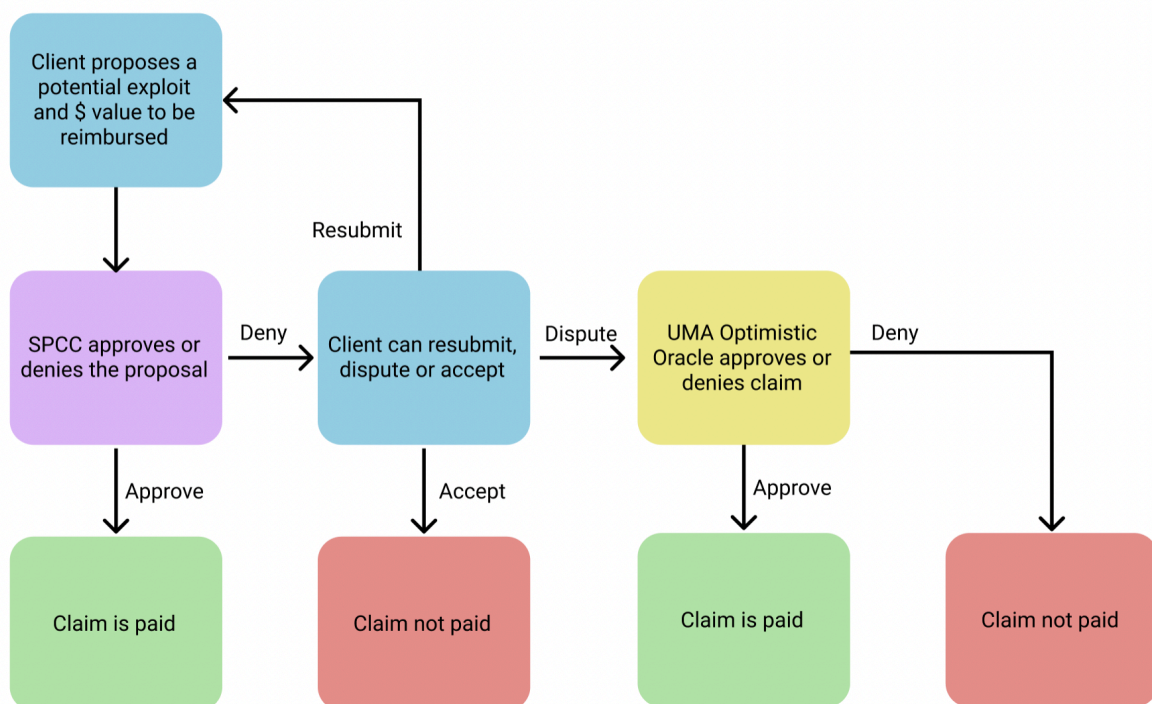 Client proposes a
potential exploit
and $ value to be
reimbursed
Resubmit
SPCC approves or
denies the proposal
Deny
Client can resubmit,
dispute or accept
Dispute
UMA Optimistic
Oracle approves or
denies claim
Deny
Approve
Accept
Approve
Claim is paid
Claim not paid
Claim is paid
Claim not paid